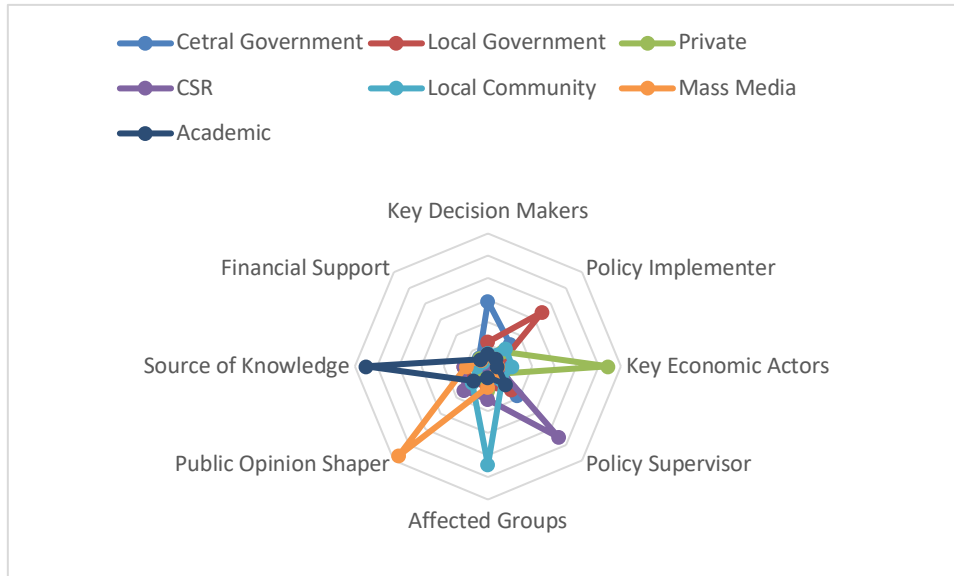 Cetral Government Local Government Private
CSR Local Community Mass Media
Academic
Key Decision Makers
Financial Support Policy Implementer
Source of Knowledge Key Economic Actors
Public Opinion Shaper Policy Supervisor
Affected Groups